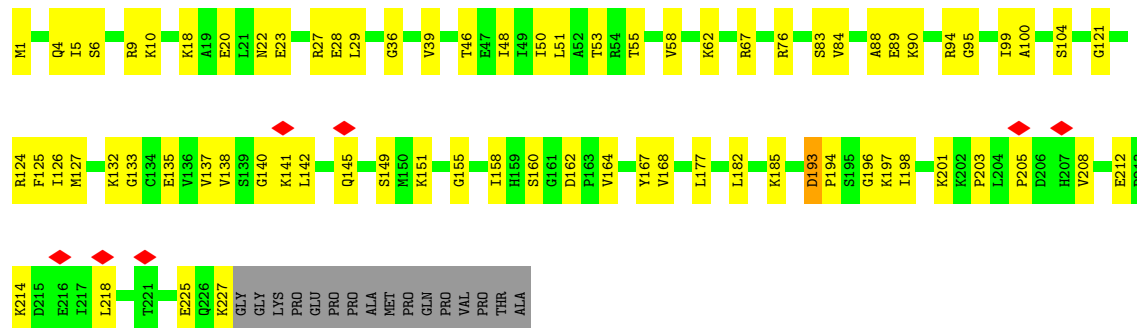 M1 Q4 I5 S6 R9 K10 K18 A19 E20 L21 N22 E23 R27 E28 L29 G36 V39 T46 E47 I48 I49 I50 L51 A52 T53 R54 T55 V58 K62 R67 R76 S83 V84 A88 E89 K90 R94 G95 I99 A100 S104 G121
R124 F125 I126 M127 K132 G133 C134 E135 V136 V137 V138 S139 G140 K141 L142 Q145 S149 M150 K151 G155 I158 H159 S160 G161 D162 P163 V164 Y167 V168 L177 L182 K185 D193 P194 S195 G196 K197 I198 K201 K202 P203 L204 P205 D206 H207 V208 E212
K214 D215 E216 I217 L218 T221 E225 Q226 K227 GLY GLY LYS PRO GLU PRO PRO ALA MET PRO GLN PRO VAL PRO THR ALA